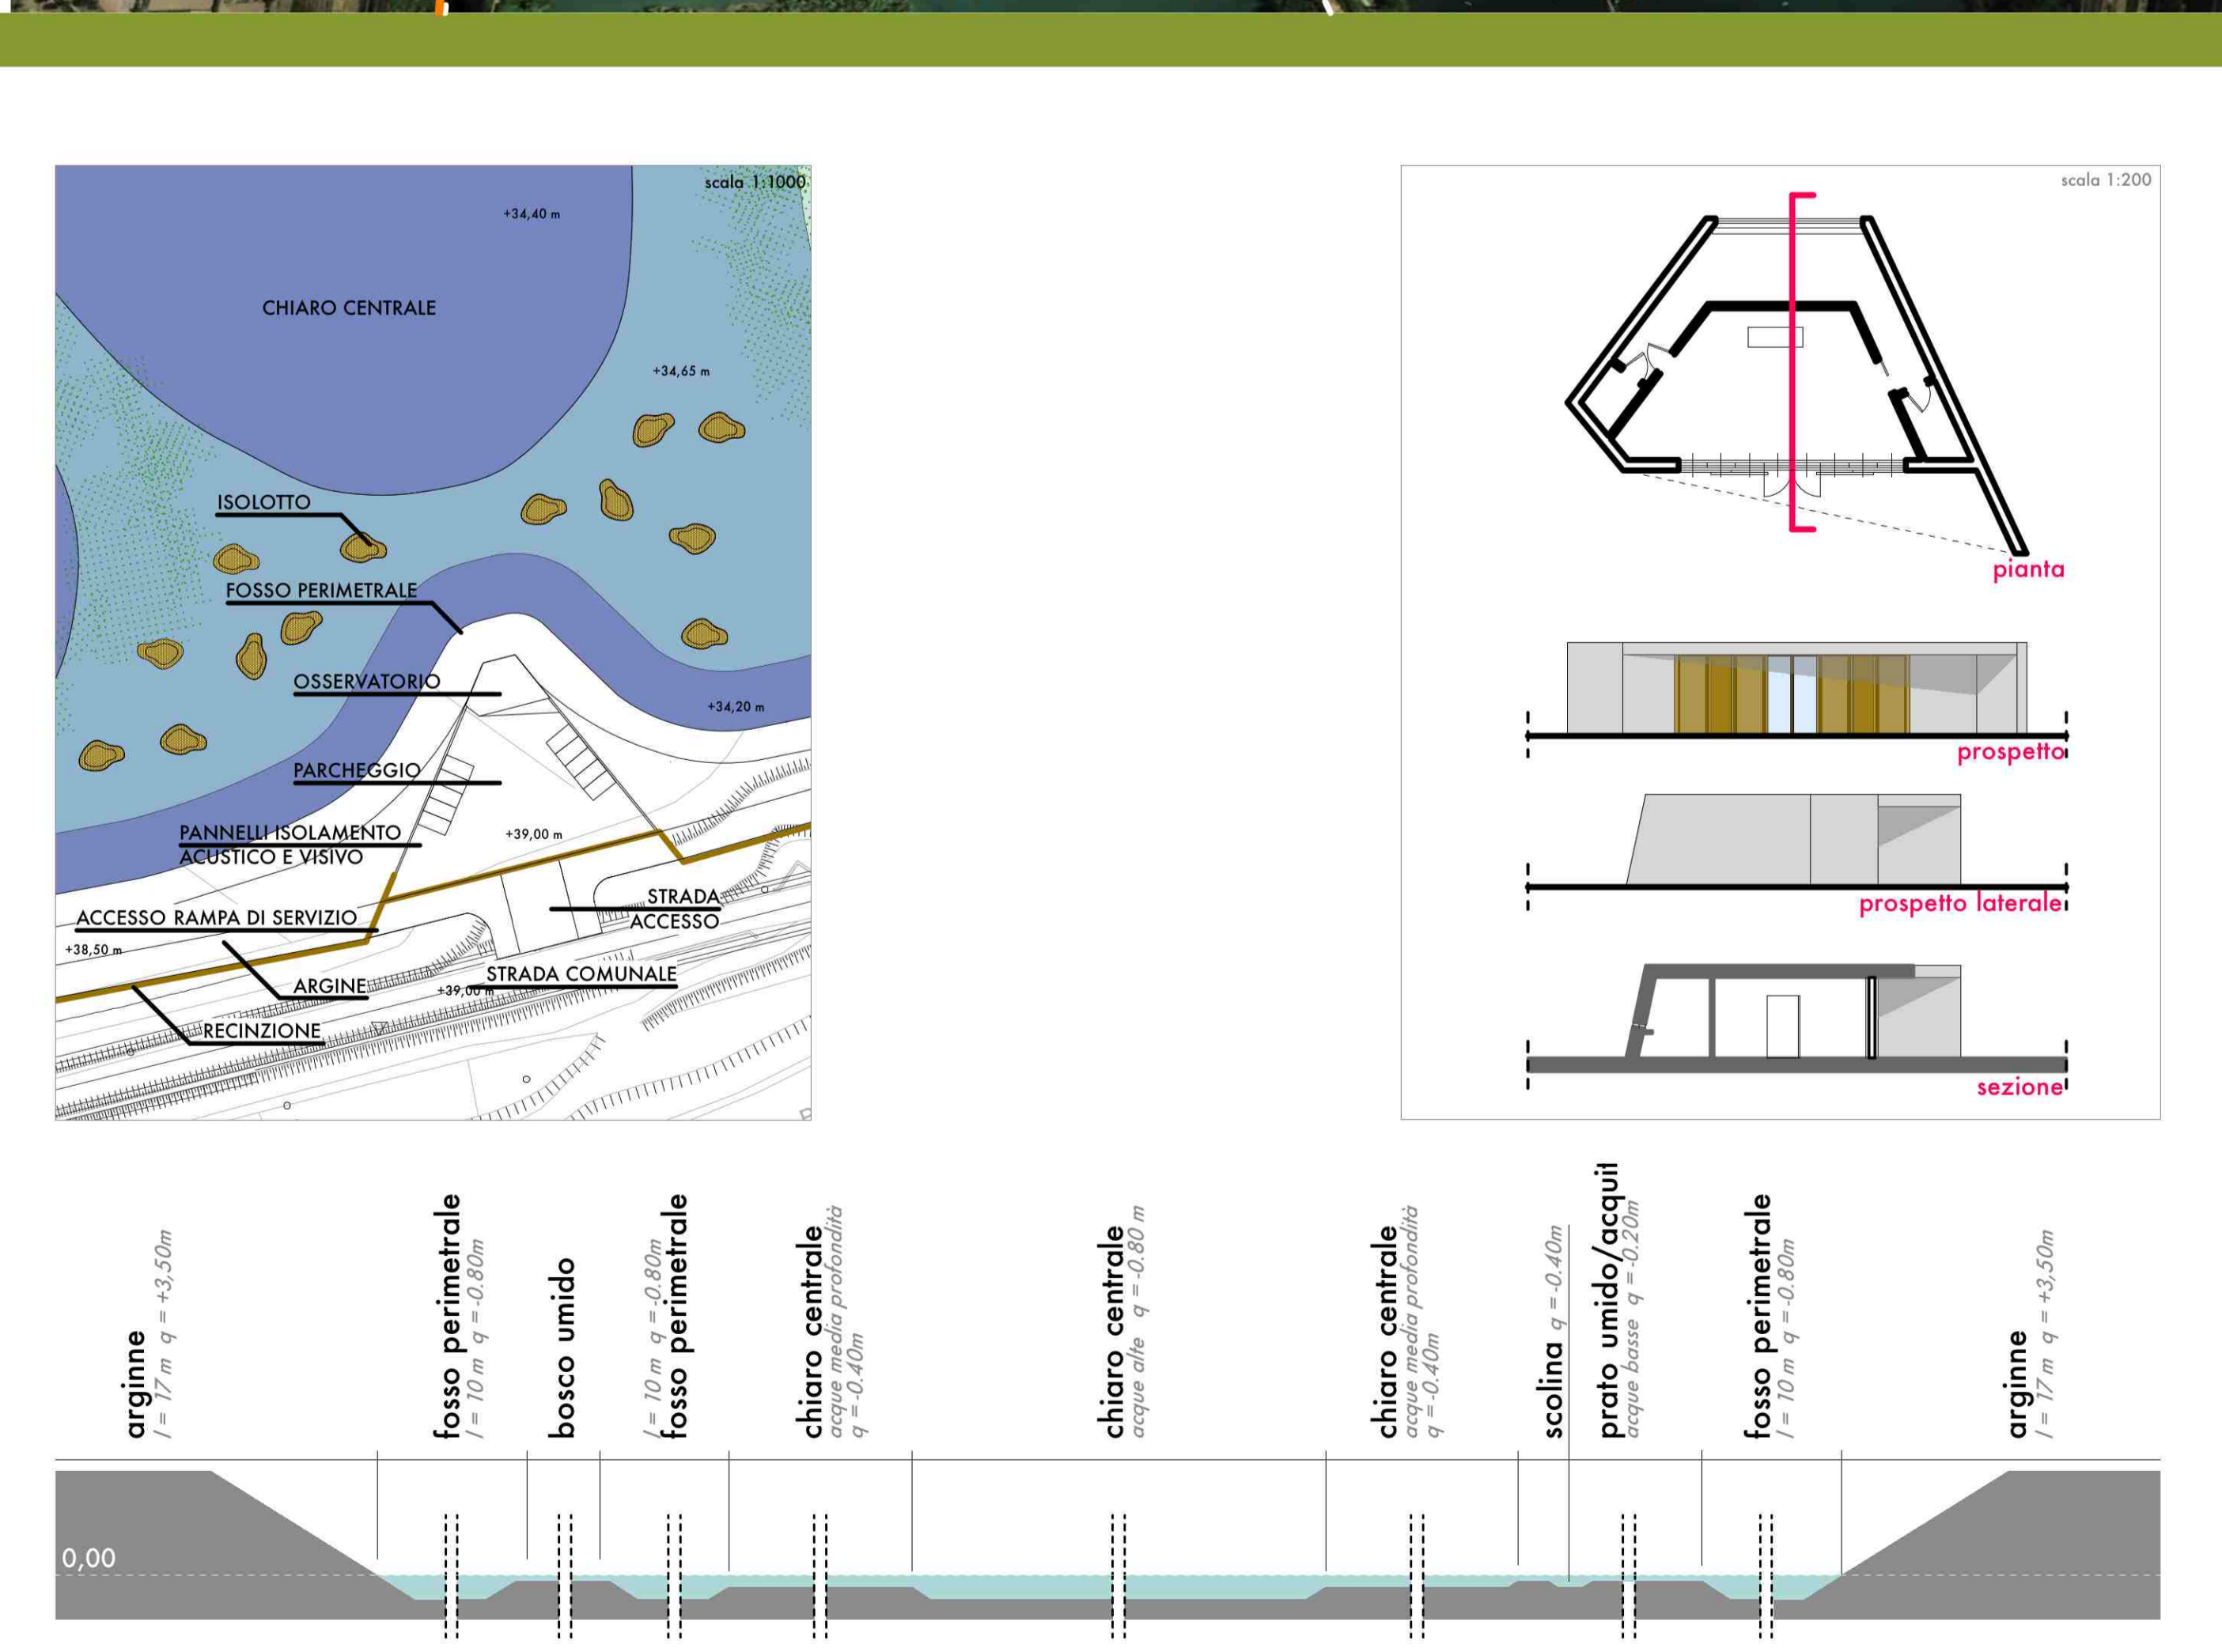 scala 1:1000
+34,40 m
CHIARO CENTRALE
+34,65 m
ISOLOTTO
FOSSO PERIMETRALE
OSSERVATORIO
+34,20 m
PARCHEGGIO
PANNELLI ISOLAMENTO
ACUSTICO E VISIVO
+39,00 m
STRADA
ACCESSO
ACCESSO RAMPA DI SERVIZIO
+38,50 m
STRADA COMUNALE
ARGINE
+39,00 m
RECINZIONE
scala 1:200
pianta
prospetto
prospetto laterale
sezione
arginne
l = 17 m q = +3,50m
fosso perimetrale
l = 10 m q = -0.80m
bosco umido
l = 10 m q = -0.80m
fosso perimetrale
chiaro centrale
acque media profondità
q = -0.40m
chiaro centrale
acque alte q = -0.80 m
chiaro centrale
acque media profondità
q = -0.40m
scolina q = -0.40m
prato umido/acquit
acque basse q = -0.20m
fosso perimetrale
l = 10 m q = -0.80m
arginne
l = 17 m q = +3,50m
0,00